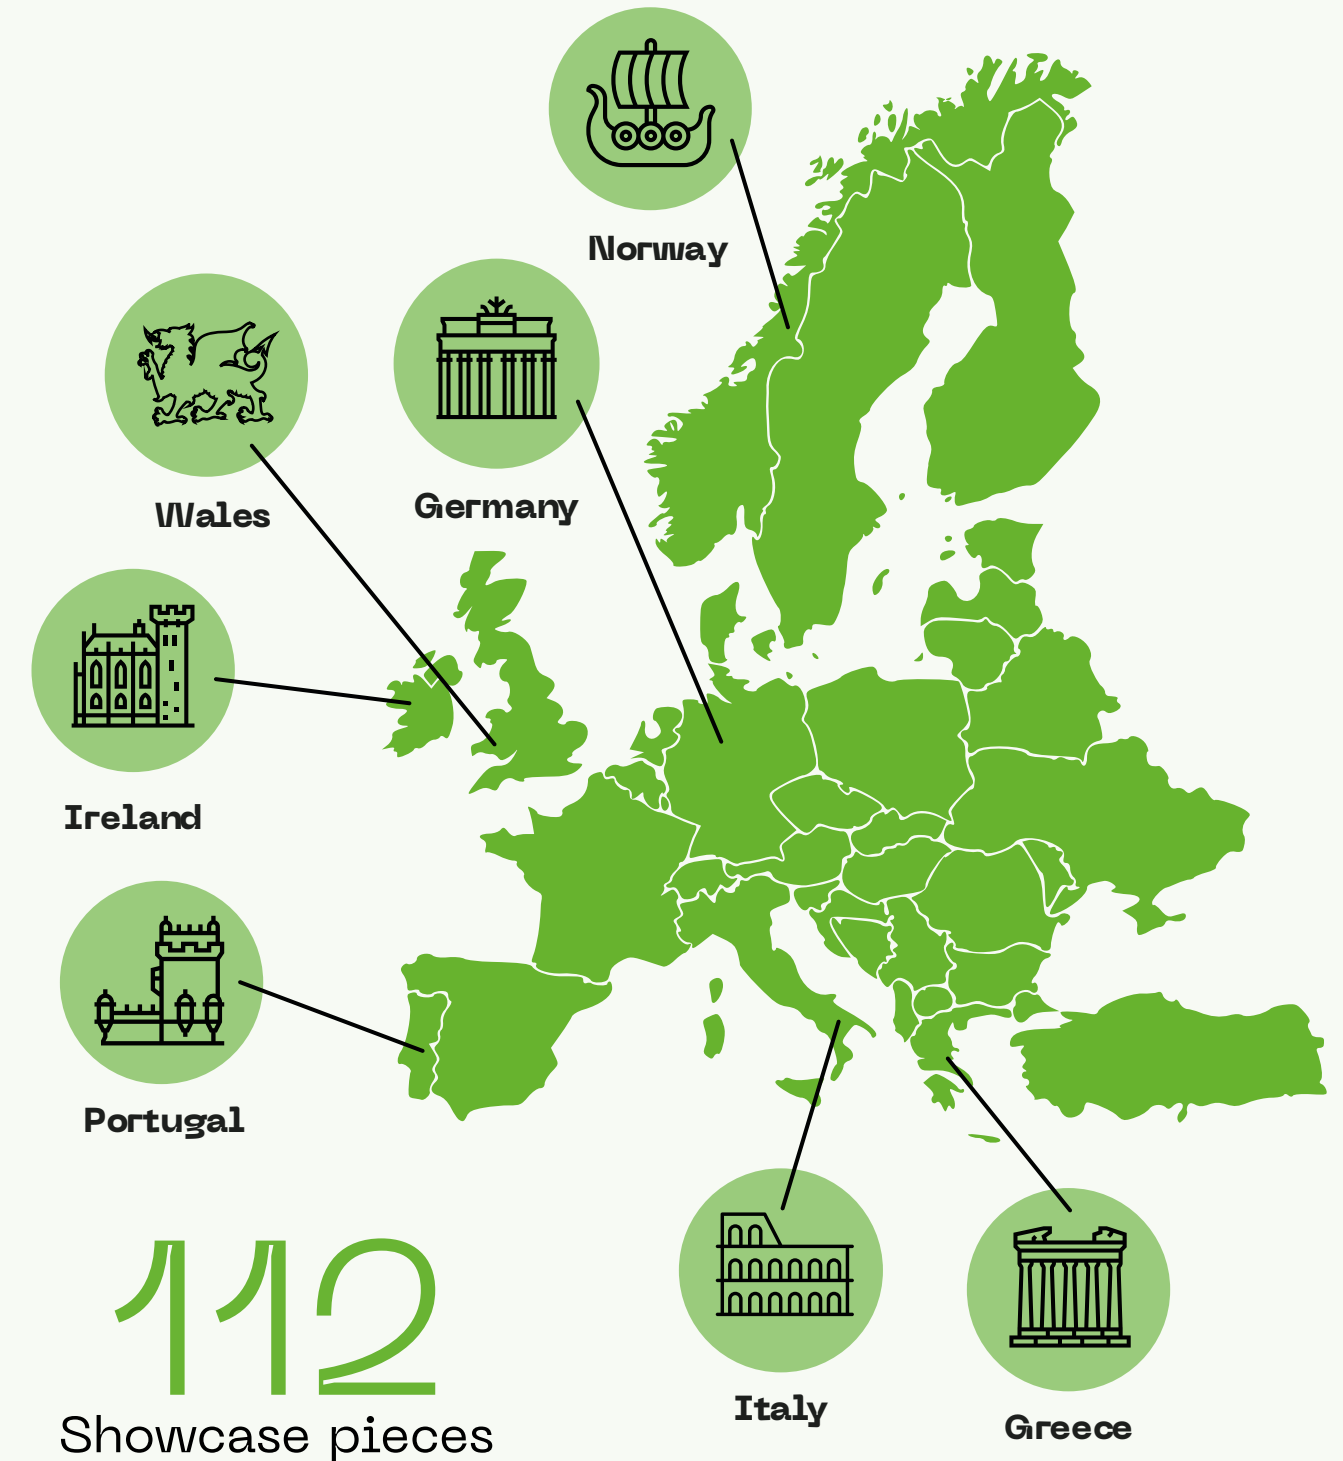 Norway
Germany
Wales
Ireland
Portugal
112
Showcase pieces
Italy
Greece